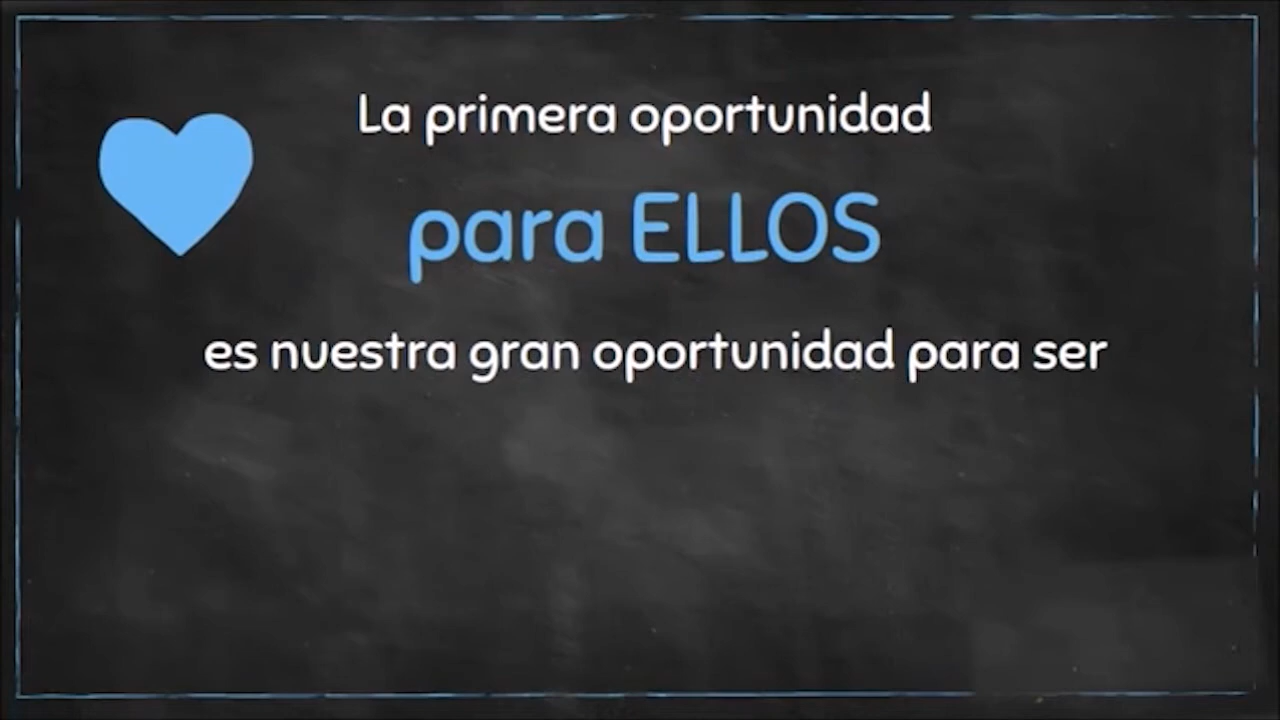 La primera oportunidad
para ELLOS
es nuestra gran oportunidad para ser